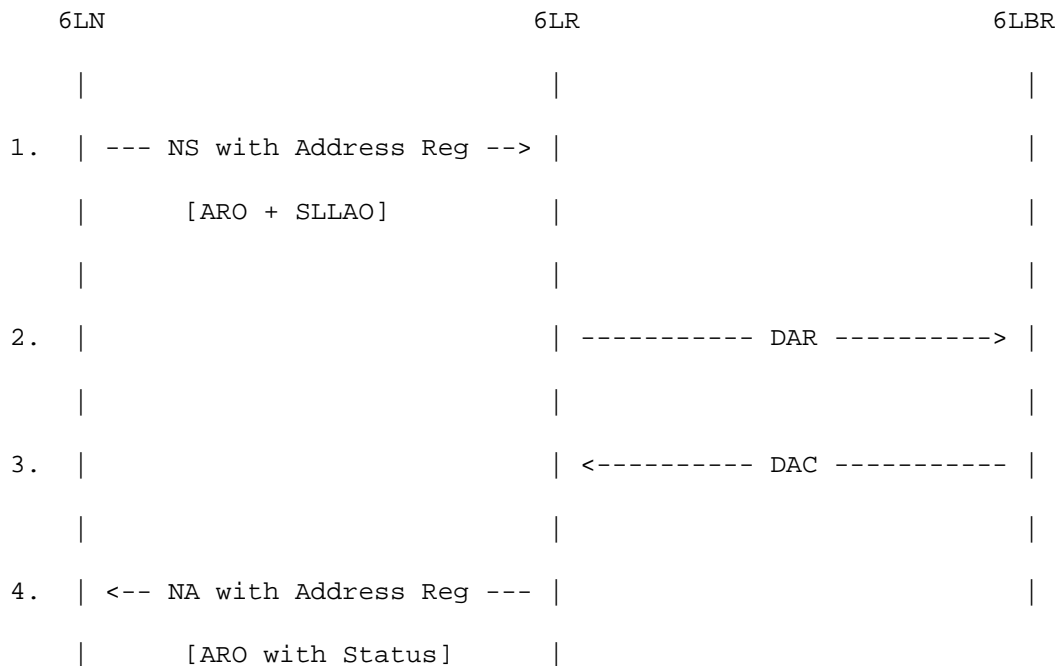 6LN                              6LR                              6LBR
     |                                |                                |
1.   | --- NS with Address Reg --> |                                |
     |       [ARO + SLLAO]            |                                |
     |                                |                                |
2.   |                                | ----------- DAR ----------> |
     |                                |                                |
3.   |                                | <---------- DAC ----------- |
     |                                |                                |
4.   | <-- NA with Address Reg --- |                                |
     |       [ARO with Status]        |